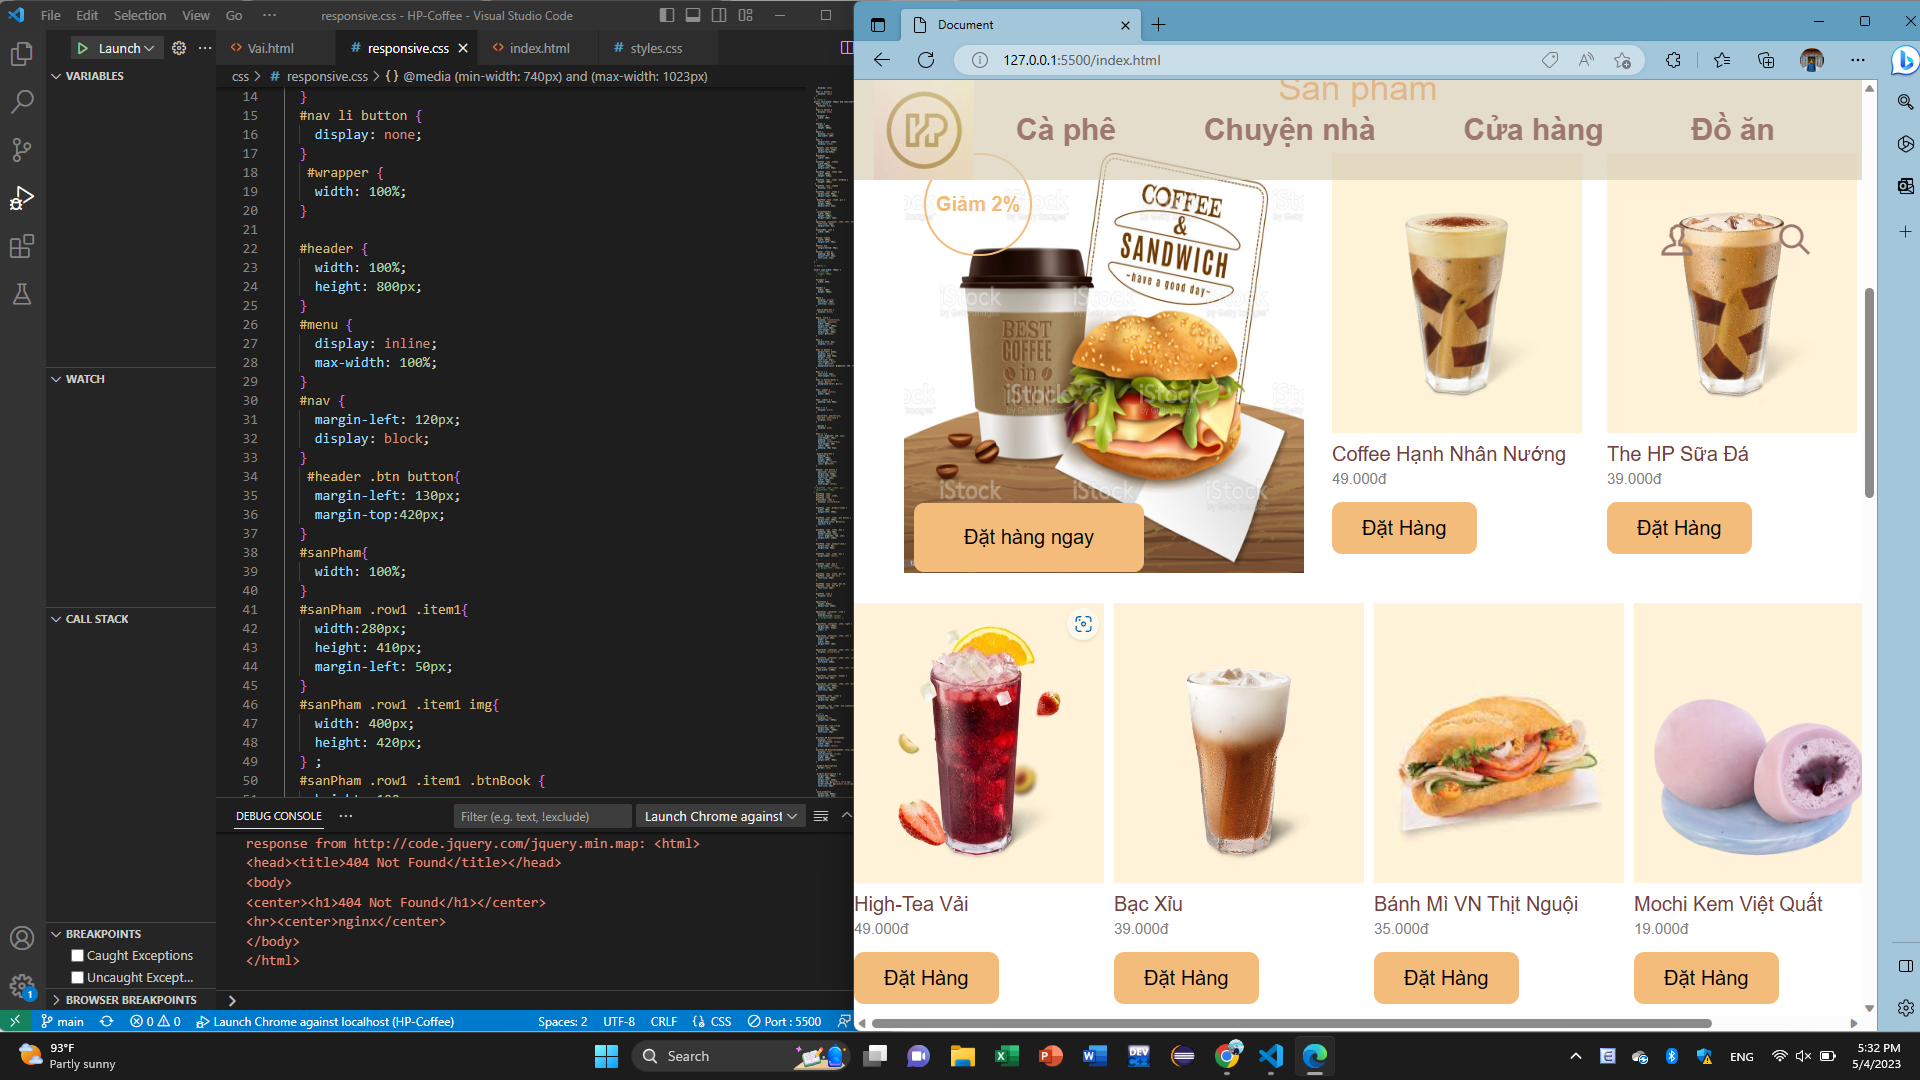 File Edit Selection View Go ··· responsive.css - HP-Coffee - Visual Studio Code
Launch
Vai.html
responsive.css
index.html
styles.css
VARIABLES
css > responsive.css > { } @media (min-width: 740px) and (max-width: 1023px)
14 }
15 #nav li button {
16 display: none;
17 }
18 #wrapper {
19 width: 100%;
20 }
21
22 #header {
23 width: 100%;
24 height: 800px;
25 }
26 #menu {
27 display: inline;
28 max-width: 100%;
29 }
30 #nav {
31 margin-left: 120px;
32 display: block;
33 }
34 #header .btn button{
35 margin-left: 130px;
36 margin-top:420px;
37 }
38 #sanPham{
39 width: 100%;
40 }
41 #sanPham .row1 .item1{
42 width:280px;
43 height: 410px;
44 margin-left: 50px;
45 }
46 #sanPham .row1 .item1 img{
47 width: 400px;
48 height: 420px;
49 } ;
50 #sanPham .row1 .item1 .btnBook {
WATCH
CALL STACK
BREAKPOINTS
Caught Exceptions
Uncaught Except...
BROWSER BREAKPOINTS
DEBUG CONSOLE ···
Filter (e.g. text, !exclude)
Launch Chrome against
response from http://code.jquery.com/jquery.min.map: <html>
<head><title>404 Not Found</title></head>
<body>
<center><h1>404 Not Found</h1></center>
<hr><center>nginx</center>
</body>
</html>
>
1
main 0 0 Launch Chrome against localhost (HP-Coffee) Spaces: 2 UTF-8 CRLF { } CSS Port : 5500
Document
127.0.0.1:5500/index.html
Sản phẩm
HP
Cà phê Chuyện nhà Cửa hàng Đồ ăn
Giảm 2%
COFFEE
&
SANDWICH
~have a good day~
BEST
COFFEE
in
iStock
by Getty Images
Đặt hàng ngay
Coffee Hạnh Nhân Nướng
49.000đ
Đặt Hàng
The HP Sữa Đá
39.000đ
Đặt Hàng
High-Tea Vải
49.000đ
Đặt Hàng
Bạc Xỉu
39.000đ
Đặt Hàng
Bánh Mì VN Thịt Nguội
35.000đ
Đặt Hàng
Mochi Kem Việt Quất
19.000đ
Đặt Hàng
93°F
Partly sunny
Search
DEV
ENG
5:32 PM
5/4/2023